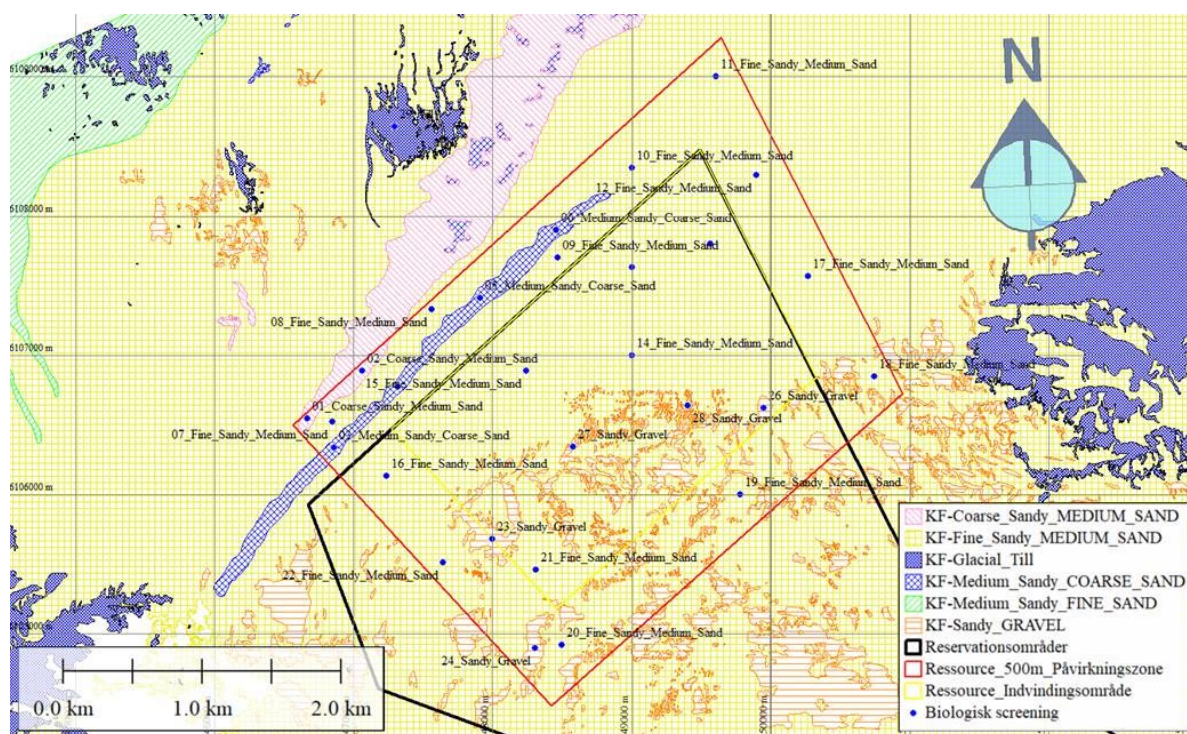 N
11_Fine_Sandy_Medium_Sand
10_Fine_Sandy_Medium_Sand
12_Fine_Sandy_Medium_Sand
6108000 m
06_Medium_Sandy_Coarse_Sand
09_Fine_Sandy_Medium_Sand
17_Fine_Sandy_Medium_Sand
05_Medium_Sandy_Coarse_Sand
08_Fine_Sandy_Medium_Sand
14_Fine_Sandy_Medium_Sand
6107000 m
02_Coarse_Sandy_Medium_Sand
18_Fine_Sandy_Medium_Sand
15_Fine_Sandy_Medium_Sand
26_Sandy_Gravel
01_Coarse_Sandy_Medium_Sand
28_Sandy_Gravel
07_Fine_Sandy_Medium_Sand
03_Medium_Sandy_Coarse_Sand
27_Sandy_Gravel
16_Fine_Sandy_Medium_Sand
6106000 m
19_Fine_Sandy_Medium_Sand
23_Sandy_Gravel
21_Fine_Sandy_Medium_Sand
22_Fine_Sandy_Medium_Sand
20_Fine_Sandy_Medium_Sand
24_Sandy_Gravel
KF-Coarse_Sandy_MEDIUM_SAND
KF-Fine_Sandy_MEDIUM_SAND
KF-Glacial_Till
KF-Medium_Sandy_COARSE_SAND
KF-Medium_Sandy_FINE_SAND
KF-Sandy_GRAVEL
Reservationsområder
Ressource_500m_Påvirkningszone
Ressource_Indvindingsområde
Biologisk screening
0.0 km 1.0 km 2.0 km